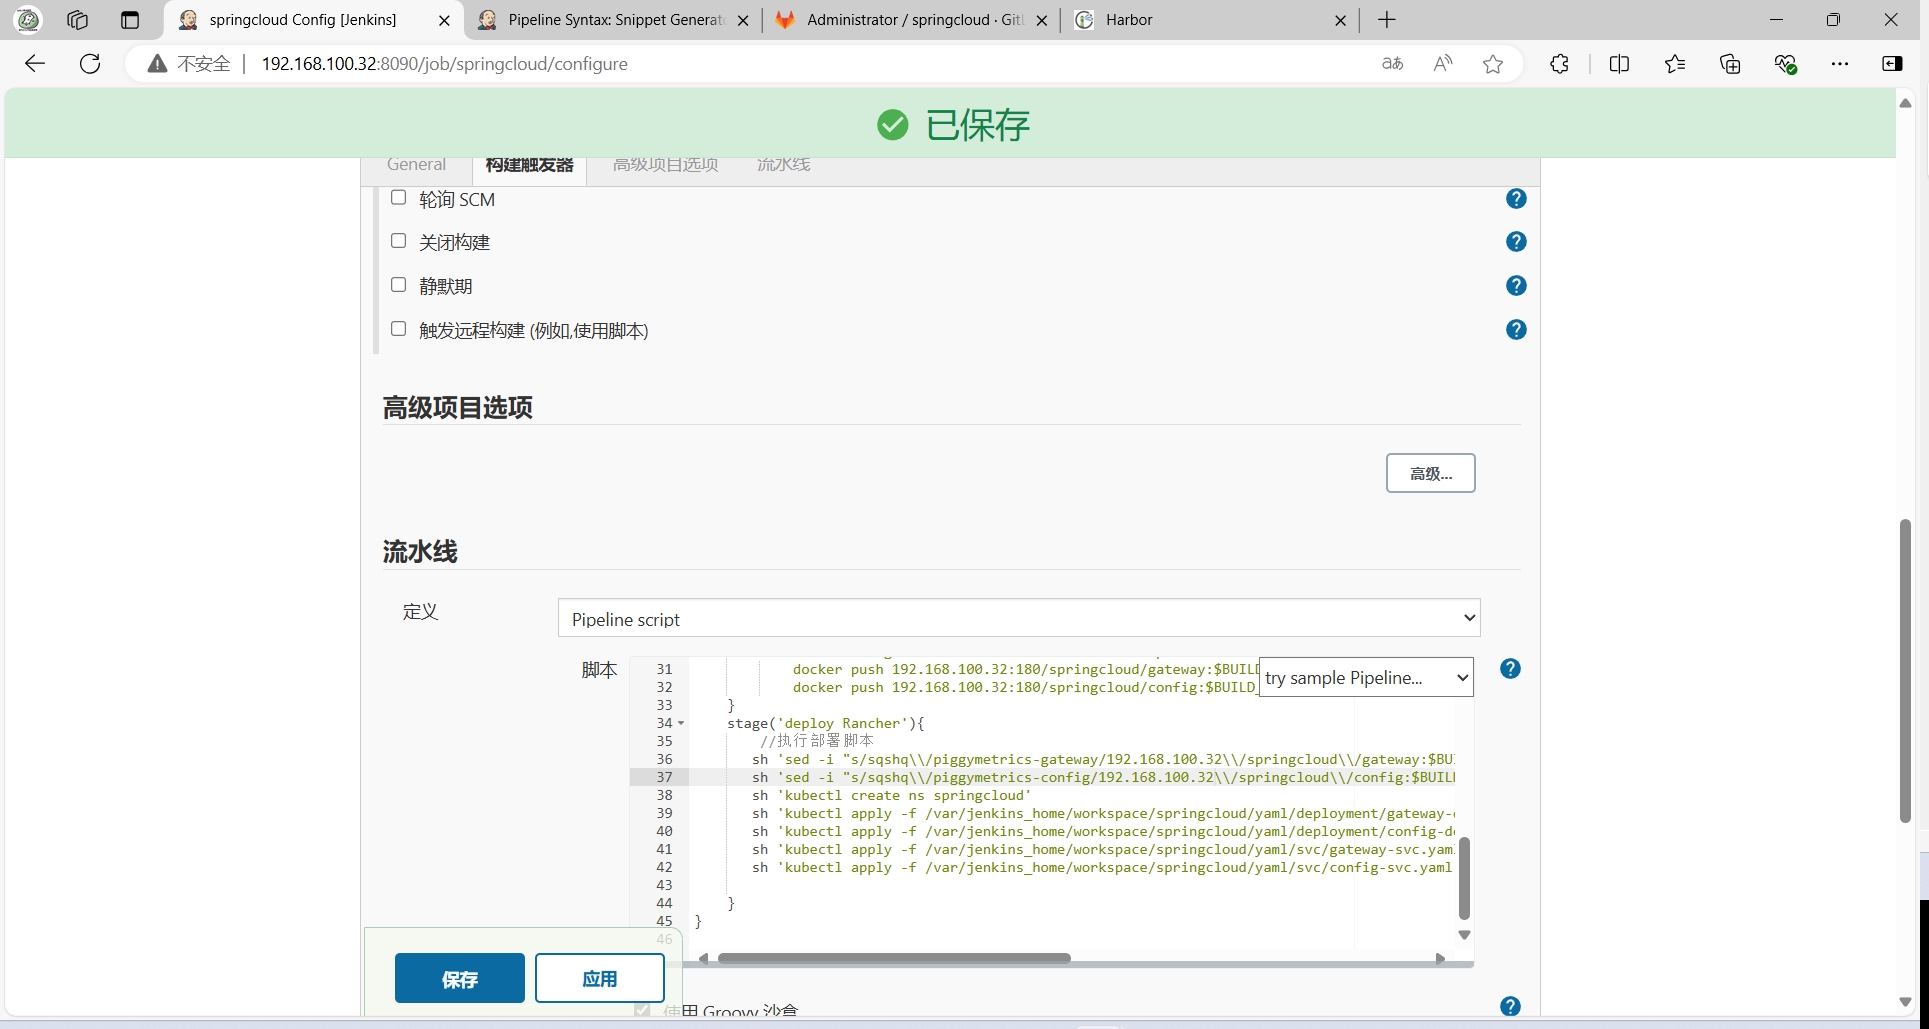 springcloud Config [Jenkins]
Pipeline Syntax: Snippet Generat
Administrator / springcloud · GitL
Harbor
不安全
192.168.100.32:8090/job/springcloud/configure
已保存
General
构建触发器
高级项目选项
流水线
轮询 SCM
关闭构建
静默期
触发远程构建 (例如,使用脚本)
高级项目选项
高级...
流水线
定义
Pipeline script
脚本
try sample Pipeline...
31 docker push 192.168.100.32:180/springcloud/gateway:$BUIL
32 docker push 192.168.100.32:180/springcloud/config:$BUILD_
33 }
34 stage('deploy Rancher'){
35 //执行部署脚本
36 sh 'sed -i "s/sqshq\\/piggymetrics-gateway/192.168.100.32\\/springcloud\\/gateway:$BU
37 sh 'sed -i "s/sqshq\\/piggymetrics-config/192.168.100.32\\/springcloud\\/config:$BUIL
38 sh 'kubectl create ns springcloud'
39 sh 'kubectl apply -f /var/jenkins_home/workspace/springcloud/yaml/deployment/gateway-
40 sh 'kubectl apply -f /var/jenkins_home/workspace/springcloud/yaml/deployment/config-d
41 sh 'kubectl apply -f /var/jenkins_home/workspace/springcloud/yaml/svc/gateway-svc.yam
42 sh 'kubectl apply -f /var/jenkins_home/workspace/springcloud/yaml/svc/config-svc.yaml
43
44 }
45 }
46
保存
应用
使用 Groovy 沙盒